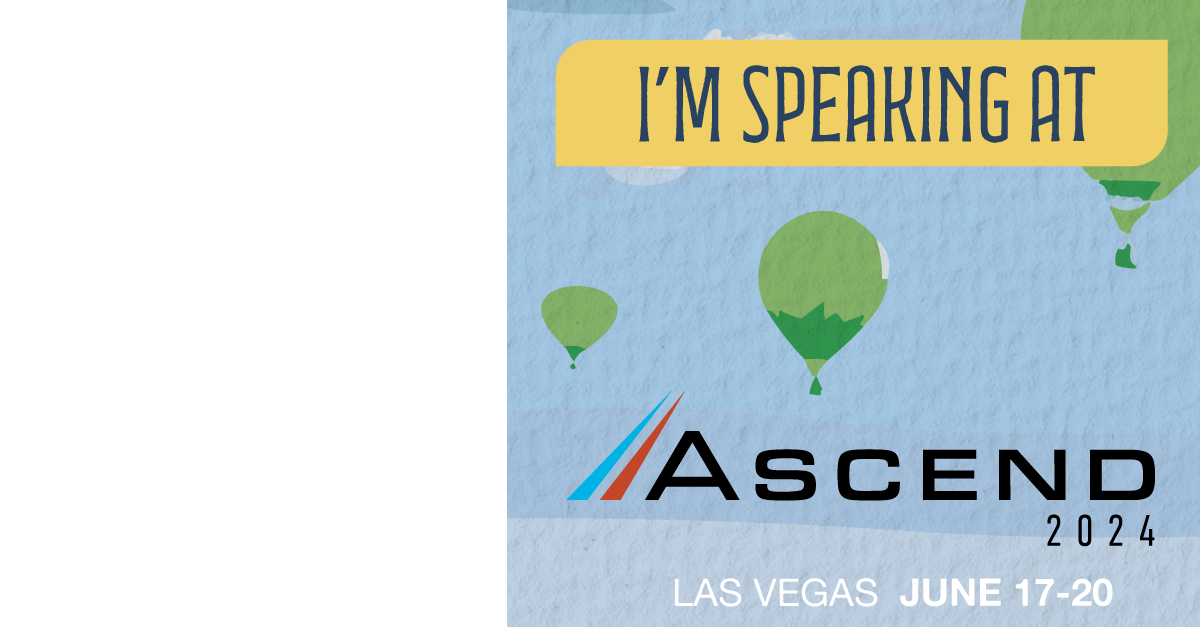 I'M SPEAKING AT
ASCEND
2024
LAS VEGAS JUNE 17-20